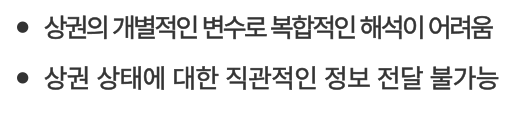 • 상권의 개별적인 변수로 복합적인 해석이 어려움
• 상권 상태에 대한 직관적인 정보 전달 불가능